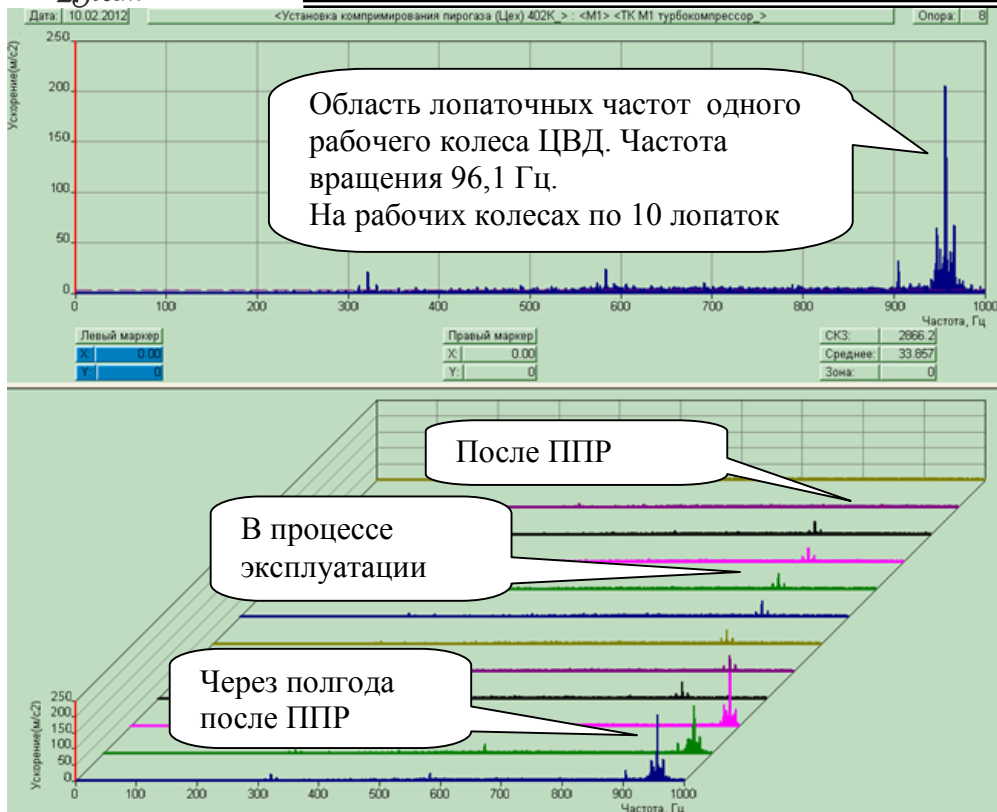 Дата: 10.02.2012 <Установка компримирования пирогаза (Цех) 402К_> : <М1> <ТК М1 турбокомпрессор_> Опора: 8
Ускорение(м/с2)
250
200
150
100
50
0
Область лопаточных частот одного
рабочего колеса ЦВД. Частота
вращения 96,1 Гц.
На рабочих колесах по 10 лопаток
0 100 200 300 400 500 600 700 800 900 1000
Частота, Гц
Левый маркер Правый маркер СКЗ: 2866.2
X: 0.00 X: 0.00 Среднее: 33.857
Y: 0 Y: 0 Зона: 0
После ППР
В процессе
эксплуатации
Через полгода
после ППР
Ускорение(м/с2)
250
200
150
100
50
0
0 100 200 300 400 500 600 700 800 900 1000
Частота, Гц